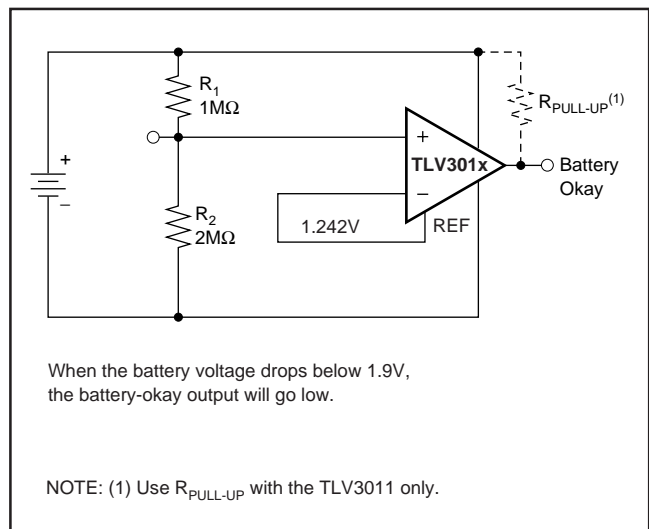 R1
1MΩ
RPULL-UP(1)
+
+
TLV301x
Battery
Okay
−
−
R2
2MΩ
1.242V
REF
When the battery voltage drops below 1.9V,
the battery-okay output will go low.
NOTE: (1) Use RPULL-UP with the TLV3011 only.